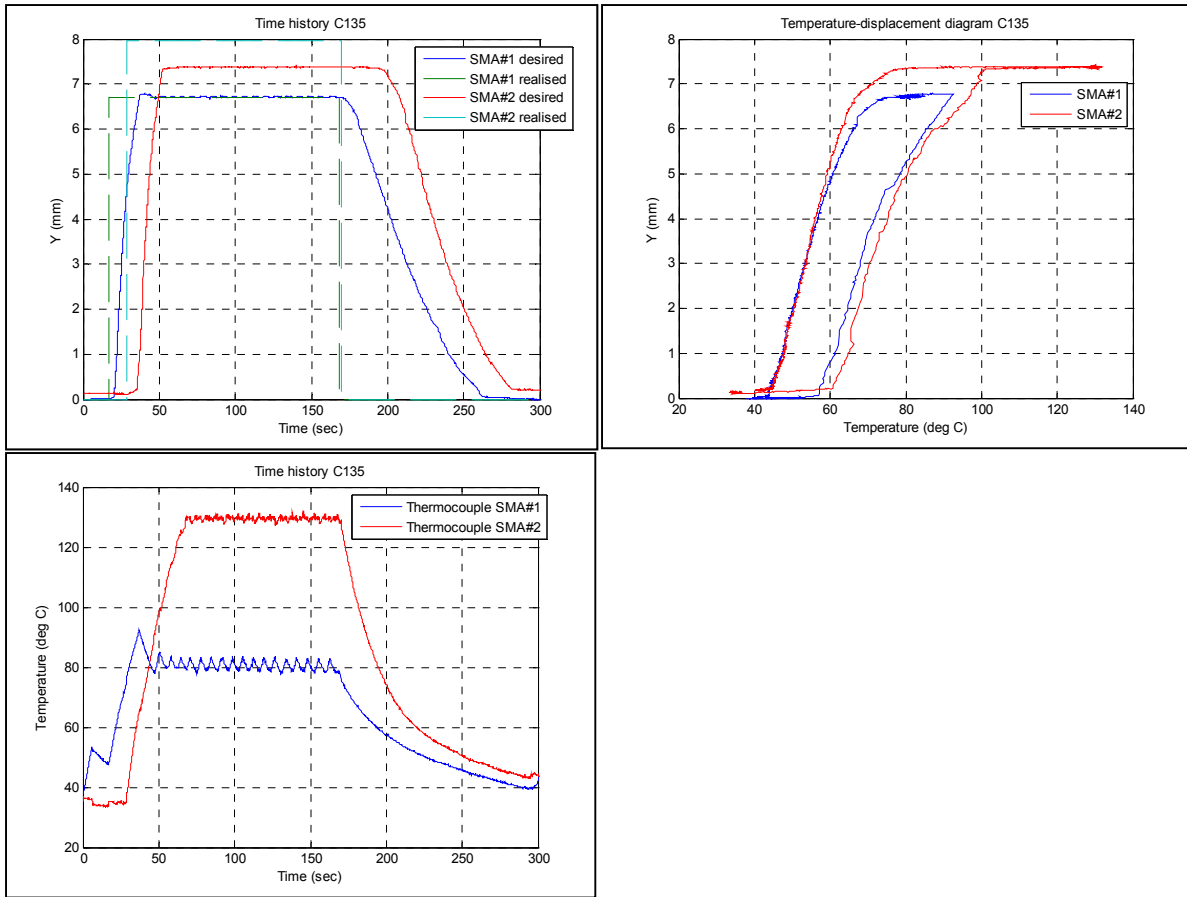 Time history C135
8
7
6
5
4
3
2
1
0
Y (mm)
0 50 100 150 200 250 300
Time (sec)
SMA#1 desired
SMA#1 realised
SMA#2 desired
SMA#2 realised
Temperature-displacement diagram C135
8
7
6
5
4
3
2
1
0
Y (mm)
20 40 60 80 100 120 140
Temperature (deg C)
SMA#1
SMA#2
Time history C135
140
120
100
80
60
40
20
Temperature (deg C)
0 50 100 150 200 250 300
Time (sec)
Thermocouple SMA#1
Thermocouple SMA#2